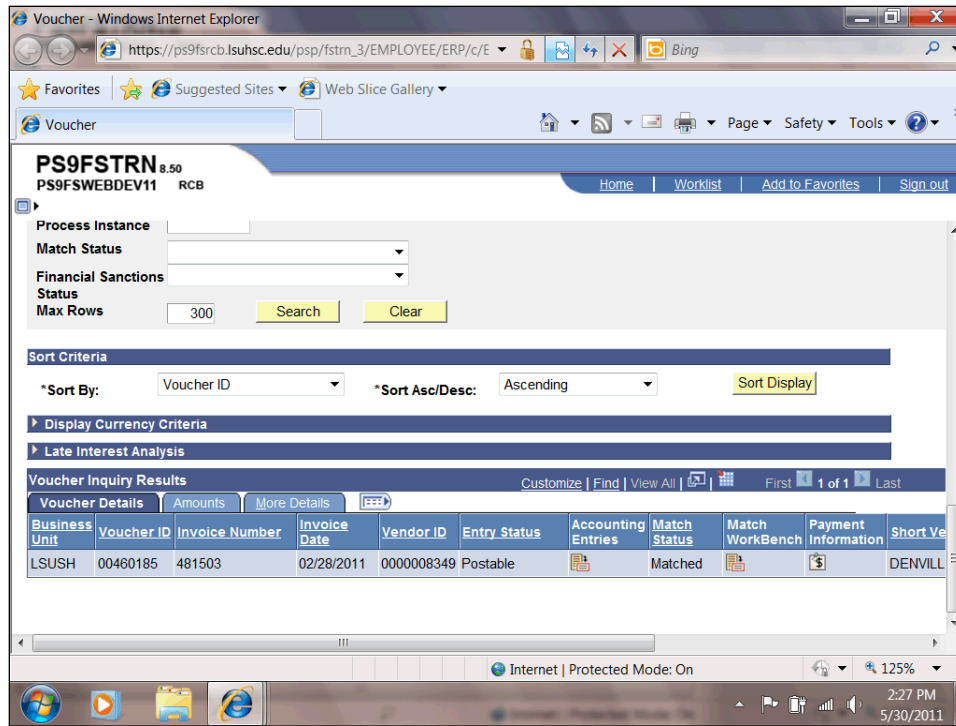 Voucher - Windows Internet Explorer
https://ps9fsrcb.lsuhsc.edu/psp/fstrn_3/EMPLOYEE/ERP/c/E
Bing
Favorites Suggested Sites Web Slice Gallery
Voucher Page Safety Tools
PS9FSTRN 8.50
PS9FSWEBDEV11 RCB
Home Worklist Add to Favorites Sign out
Process Instance
Match Status
Financial Sanctions
Status
Max Rows 300 Search Clear
Sort Criteria
*Sort By: Voucher ID *Sort Asc/Desc: Ascending Sort Display
Display Currency Criteria
Late Interest Analysis
Voucher Inquiry Results Customize | Find | View All | | First 1 of 1 Last
Voucher Details Amounts More Details
Business Unit Voucher ID Invoice Number Invoice Date Vendor ID Entry Status Accounting Entries Match Status Match WorkBench Payment Information Short Ve
LSUSH 00460185 481503 02/28/2011 0000008349 Postable Matched DENVILL
Internet | Protected Mode: On 125%
2:27 PM
5/30/2011